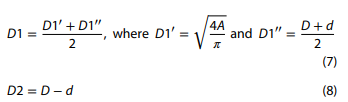 D1 = (D1′ + D1″)/2, where D1′ = √(4A/π) and D1″ = (D + d)/2
(7)
D2 = D – d (8)